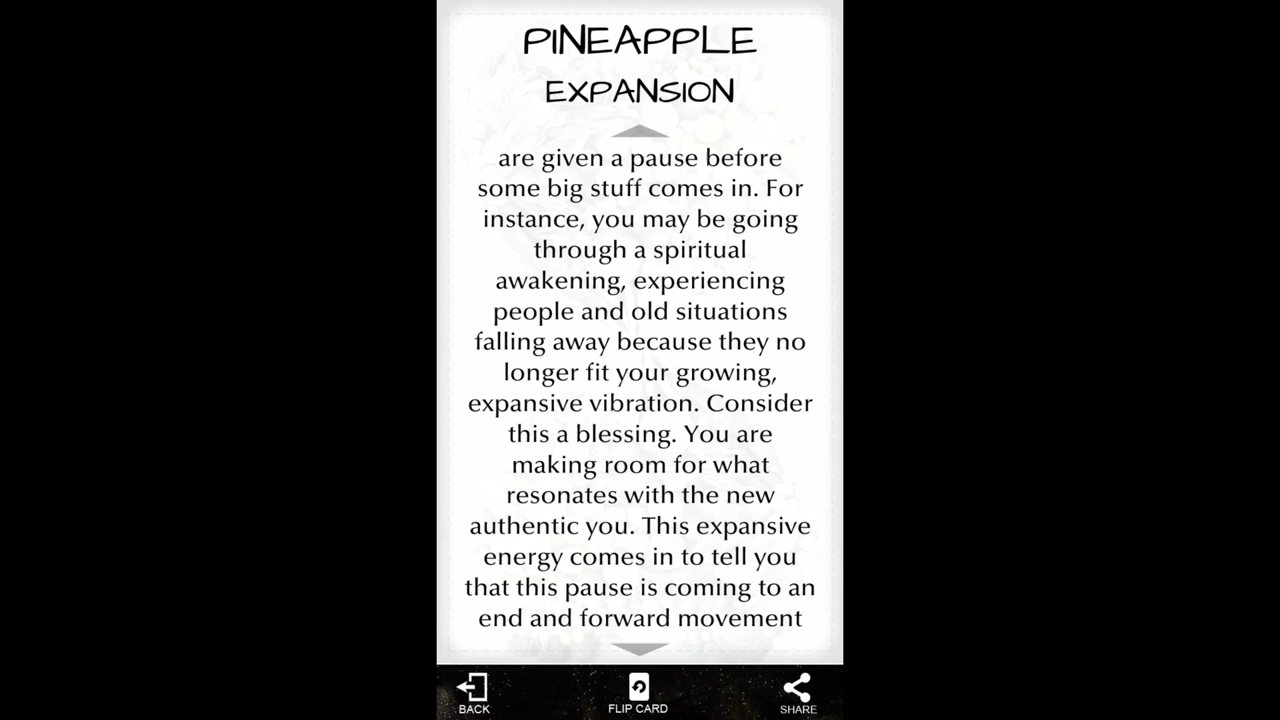 PINEAPPLE
EXPANSION
are given a pause before
some big stuff comes in. For
instance, you may be going
through a spiritual
awakening, experiencing
people and old situations
falling away because they no
longer fit your growing,
expansive vibration. Consider
this a blessing. You are
making room for what
resonates with the new
authentic you. This expansive
energy comes in to tell you
that this pause is coming to an
end and forward movement
BACK
FLIP CARD
SHARE